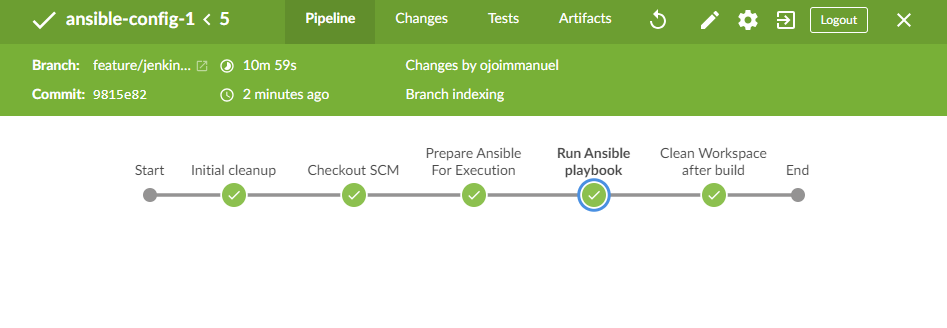 ansible-config-1 < 5 Pipeline Changes Tests Artifacts Logout
Branch: feature/jenkin... 10m 59s Changes by ojoimmanuel
Commit: 9815e82 2 minutes ago Branch indexing
Start Initial cleanup Checkout SCM Prepare Ansible For Execution Run Ansible playbook Clean Workspace after build End